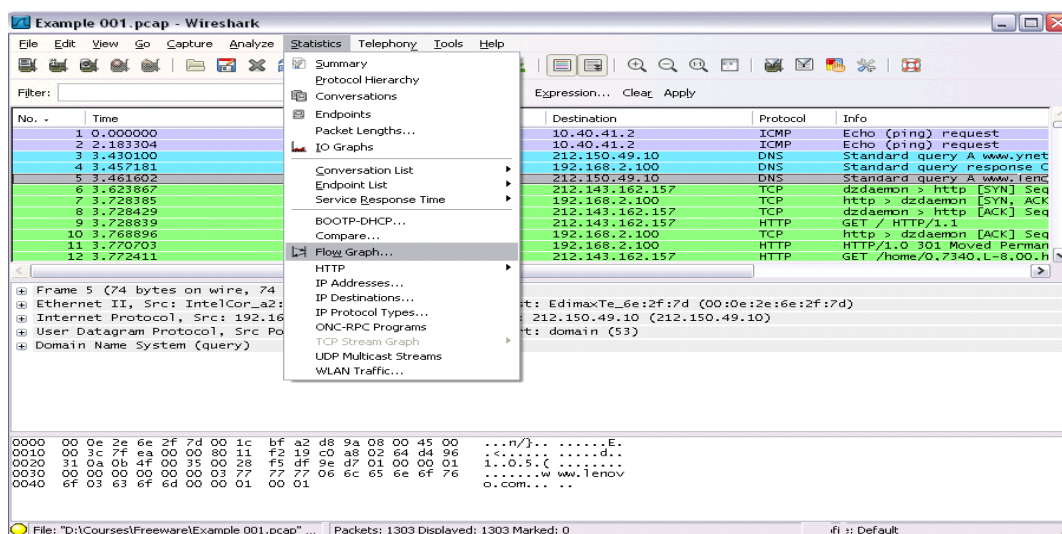 Example 001.pcap - Wireshark
File Edit View Go Capture Analyze Statistics Telephony Tools Help
Filter: Expression... Clear Apply
Summary
Protocol Hierarchy
Conversations
Endpoints
Packet Lengths...
IO Graphs
Conversation List
Endpoint List
Service Response Time
BOOTP-DHCP...
Compare...
Flow Graph...
HTTP
IP Addresses...
IP Destinations...
IP Protocol Types...
ONC-RPC Programs
TCP Stream Graph
UDP Multicast Streams
WLAN Traffic...
No. Time Destination Protocol Info
1 0.000000 10.40.41.2 ICMP Echo (ping) request
2 2.183304 10.40.41.2 ICMP Echo (ping) request
3 3.430100 212.150.49.10 DNS Standard query A www.ynet
4 3.457181 192.168.2.100 DNS Standard query response C
5 3.461602 212.150.49.10 DNS Standard query A www.lenc
6 3.623867 212.143.162.157 TCP dzdaemon > http [SYN] Seq
7 3.728385 192.168.2.100 TCP http > dzdaemon [SYN, ACK
8 3.728429 212.143.162.157 TCP dzdaemon > http [ACK] Seq
9 3.728839 212.143.162.157 HTTP GET / HTTP/1.1
10 3.768896 192.168.2.100 TCP http > dzdaemon [ACK] Seq
11 3.770703 192.168.2.100 HTTP HTTP/1.0 301 Moved Perman
12 3.772411 212.143.162.157 HTTP GET /home/0,7340,L-8,00.h
Frame 5 (74 bytes on wire, 74
Ethernet II, Src: IntelCor_a2: t: EdimaxTe_6e:2f:7d (00:0e:2e:6e:2f:7d)
Internet Protocol, Src: 192.16 212.150.49.10 (212.150.49.10)
User Datagram Protocol, Src Po t: domain (53)
Domain Name System (query)
0000 00 0e 2e 6e 2f 7d 00 1c bf a2 d8 9a 08 00 45 00 ...n/}.. ......E.
0010 00 3c 7f ea 00 00 80 11 f2 19 c0 a8 02 64 d4 96 .<...... .....d..
0020 31 0a 0b 4f 00 35 00 28 f5 df 9e d7 01 00 00 01 1..O.5.( ........
0030 00 00 00 00 00 00 03 77 77 77 06 6c 65 6e 6f 76 .......w ww.lenov
0040 6f 03 63 6f 6d 00 00 01 00 01 o.com... ..
File: "D:\Courses\Freeware\Example 001.pcap" ... Packets: 1303 Displayed: 1303 Marked: 0 : Default